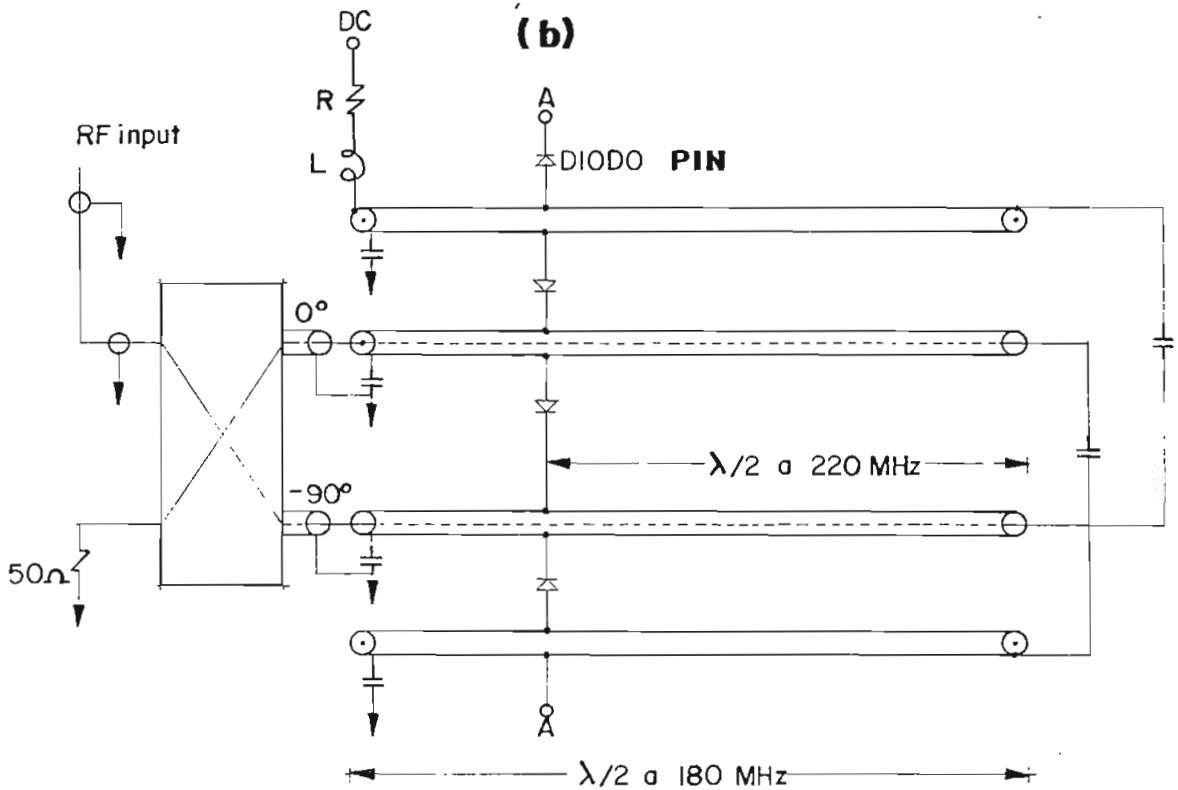 DC
(b)
A
R
RF input
L
DIODO PIN
0°
λ/2 a 220 MHz
-90°
50Ω
A
λ/2 a 180 MHz